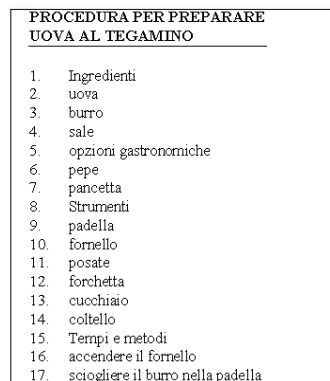 PROCEDURA PER PREPARARE
UOVA AL TEGAMINO
1. Ingredienti
2. uova
3. burro
4. sale
5. opzioni gastronomiche
6. pepe
7. pancetta
8. Strumenti
9. padella
10. fornello
11. posate
12. forchetta
13. cucchiaio
14. coltello
15. Tempi e metodi
16. accendere il fornello
17. sciogliere il burro nella padella